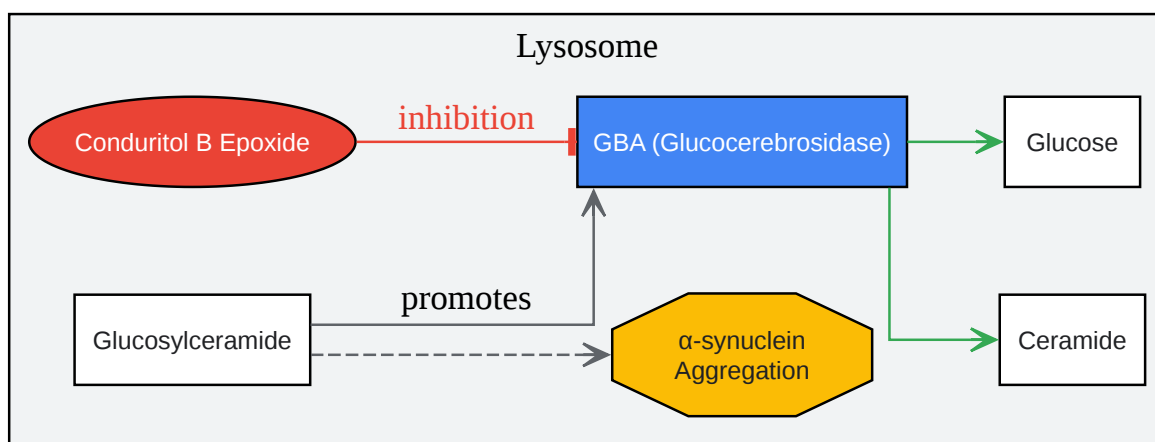 Lysosome
inhibition
Conduritol B Epoxide
GBA (Glucocerebrosidase)
Glucose
promotes
Glucosylceramide
α-synuclein
Aggregation
Ceramide